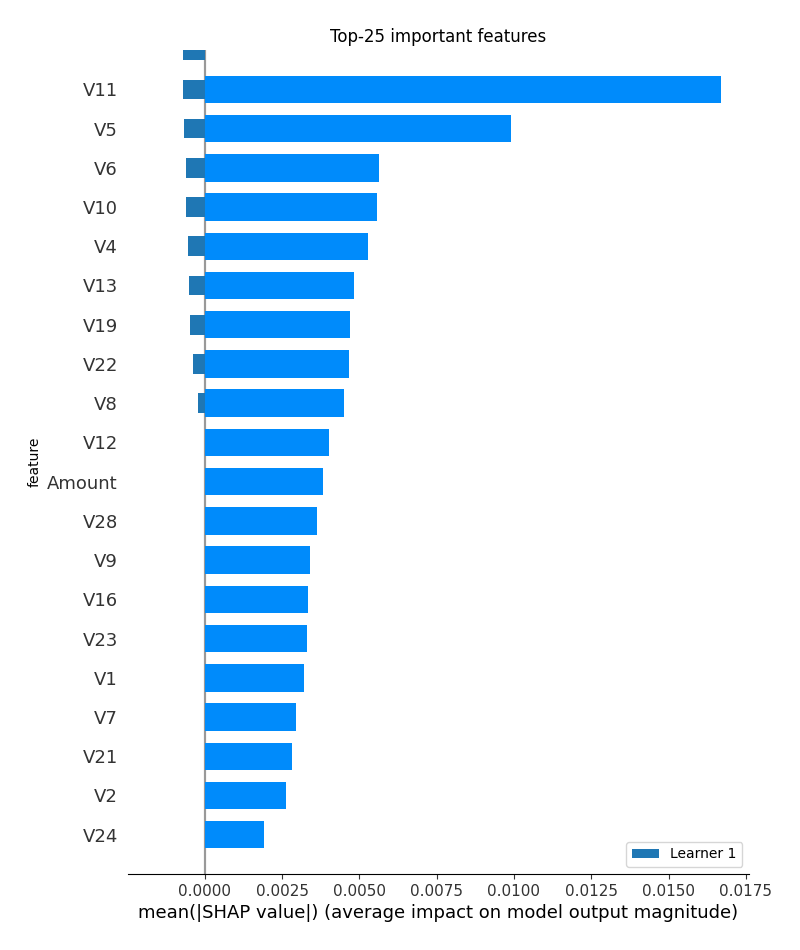 Top-25 important features
V11
V5
V6
V10
V4
V13
V19
V22
V8
V12
Amount
V28
V9
V16
V23
V1
V7
V21
V2
V24
feature
Learner 1
0.0000 0.0025 0.0050 0.0075 0.0100 0.0125 0.0150 0.0175
mean(|SHAP value|) (average impact on model output magnitude)